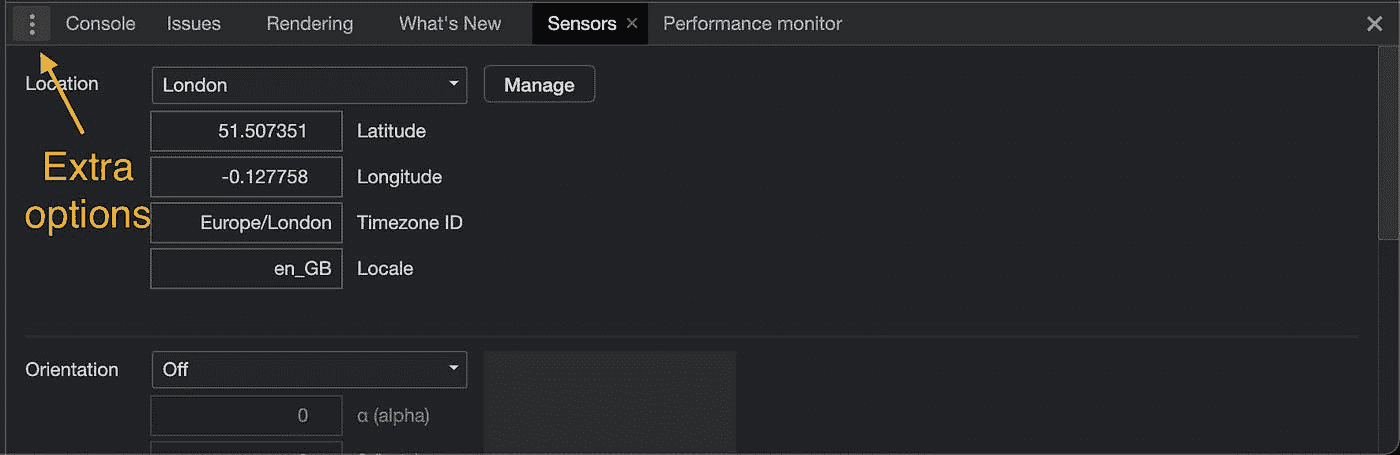 Console Issues Rendering What's New Sensors × Performance monitor ×
Location London Manage
51.507351 Latitude
Extra
-0.127758 Longitude
options
Europe/London Timezone ID
en_GB Locale
Orientation Off
0 α (alpha)